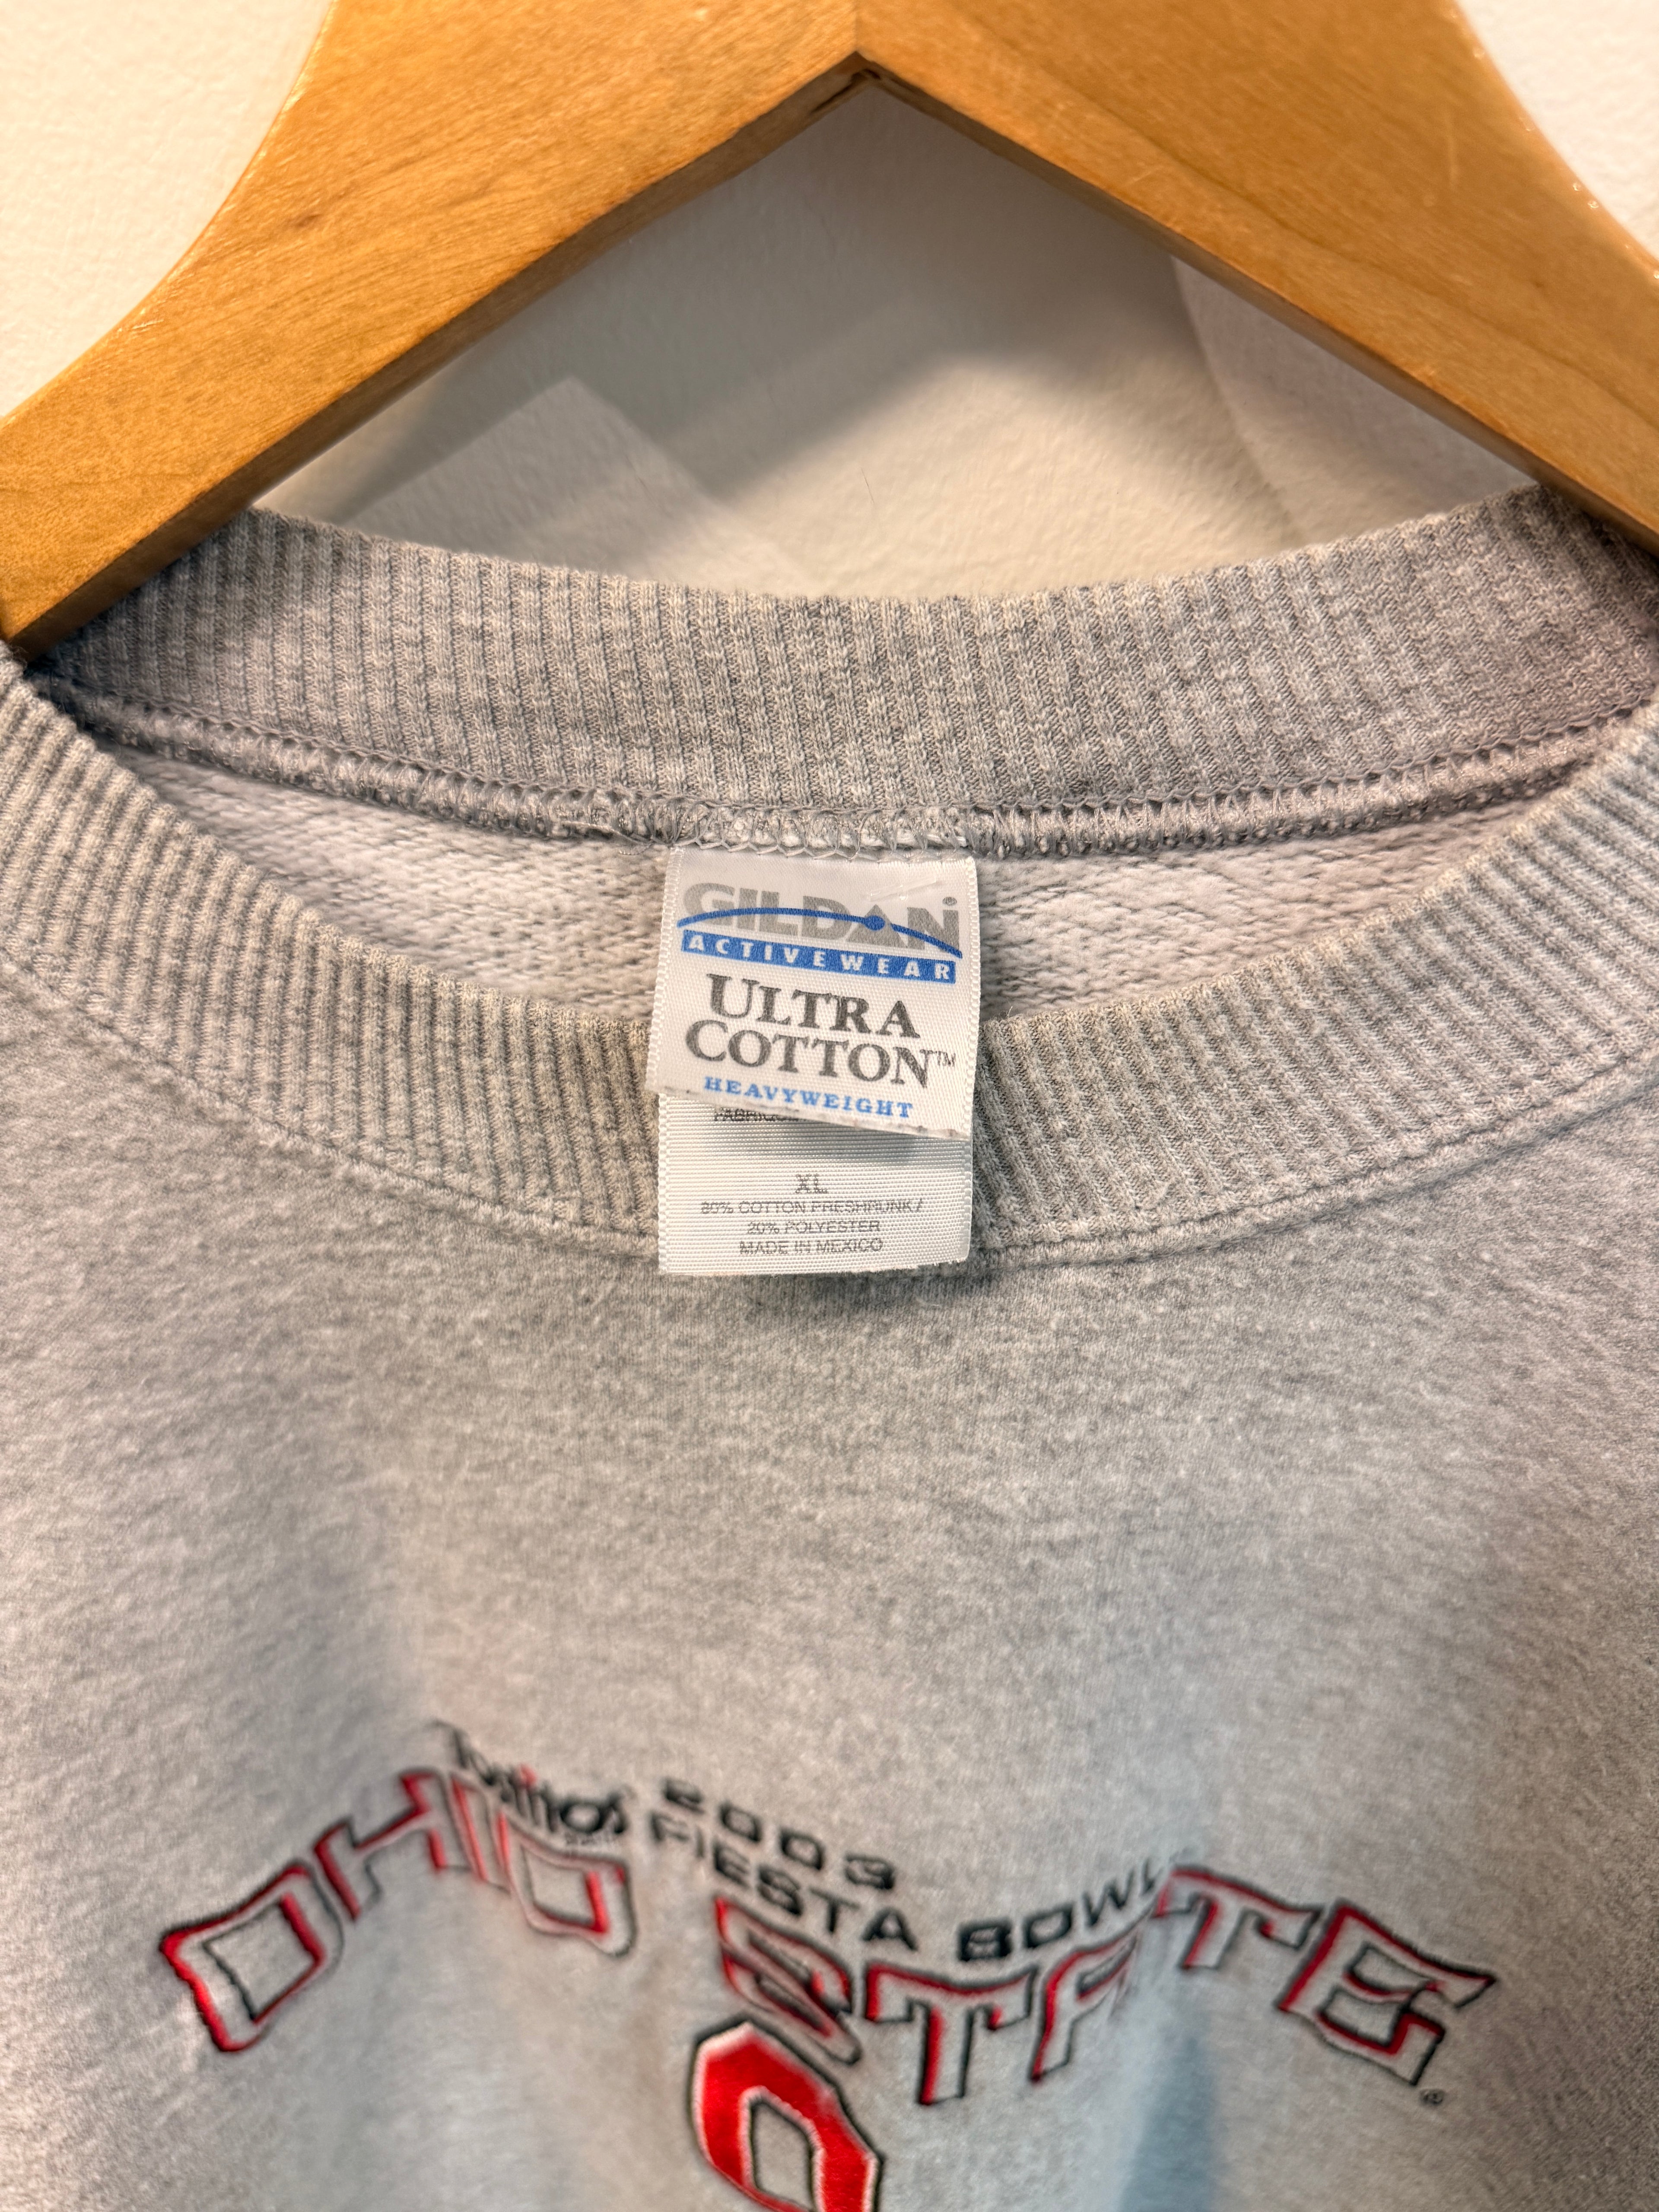 GILDAN
ACTIVEWEAR
ULTRA
COTTON™
HEAVYWEIGHT
XL
80% COTTON PRESHRUNK/
20% POLYESTER
MADE IN MEXICO
Tostitos 2003
FIESTA BOWL
OHIO STATE®